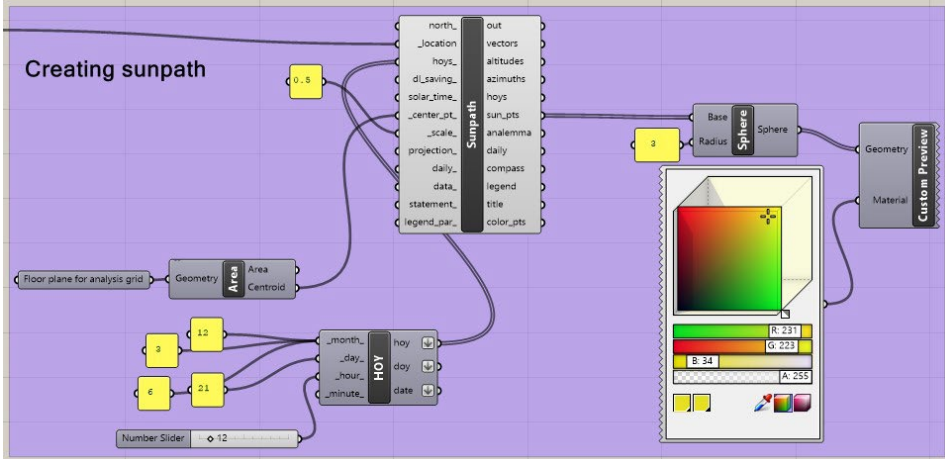 Creating sunpath
0.5
north_
_location
hoys_
dl_saving_
solar_time_
_center_pt_
_scale_
projection_
daily_
data_
statement_
legend_par_
Sunpath
out
vectors
altitudes
azimuths
hoys
sun_pts
analemma
daily
compass
legend
title
color_pts
3
Base
Radius
Sphere
Sphere
Geometry
Material
Custom Preview
R: 231
G: 223
B: 34
A: 255
Floor plane for analysis grid
Geometry
Area
Area
Centroid
12
3
6
21
_month_
_day_
_hour_
_minute_
HOY
hoy
doy
date
Number Slider
12